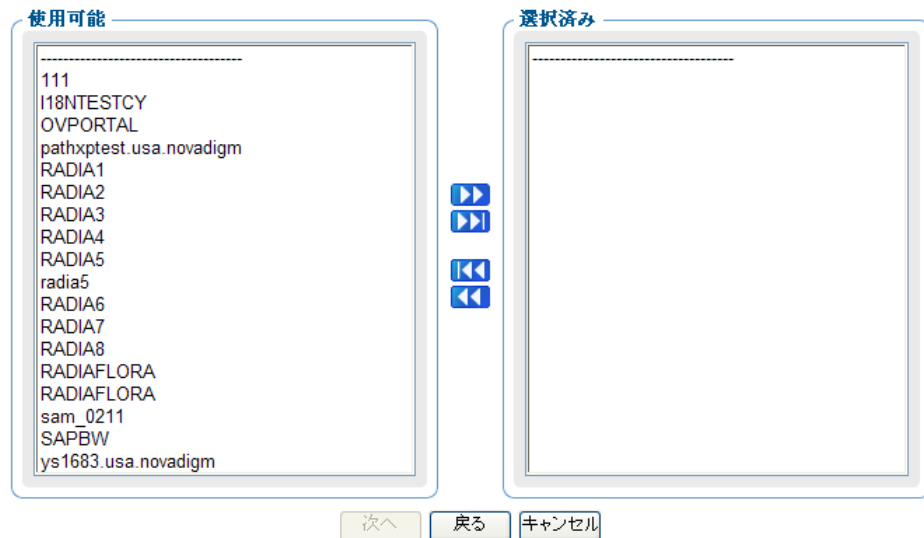 使用可能
------------------------------------
111
I18NTESTCY
OVPORTAL
pathxptest.usa.novadigm
RADIA1
RADIA2
RADIA3
RADIA4
RADIA5
radia5
RADIA6
RADIA7
RADIA8
RADIAFLORA
RADIAFLORA
sam_0211
SAPBW
ys1683.usa.novadigm
選択済み
------------------------------------
次へ 戻る キャンセル